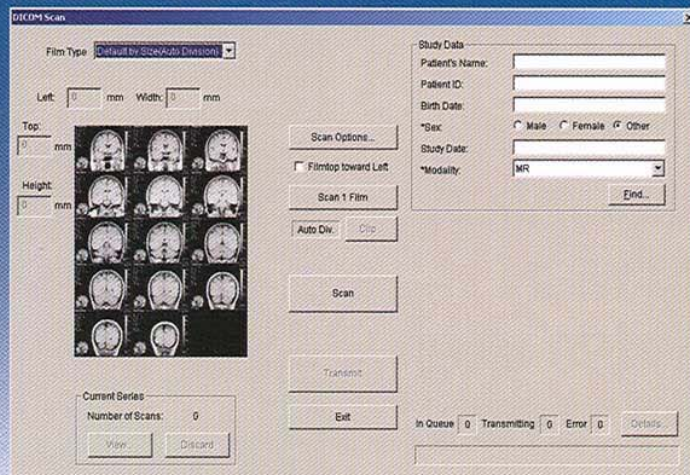 DICOM Scan
Film Type Default by Size(Auto Division)
Left: 0 mm Width: 0 mm
Top:
0 mm
Height:
0 mm
Scan Options...
Filmtop toward Left
Scan 1 Film
Auto Div. Clip...
Scan
Transmit
Exit
Current Series
Number of Scans: 0
View... Discard
Study Data
Patient's Name:
Patient ID:
Birth Date:
*Sex: Male Female Other
Study Date:
*Modality: MR
Find...
In Queue 0 Transmitting 0 Error 0 Details...